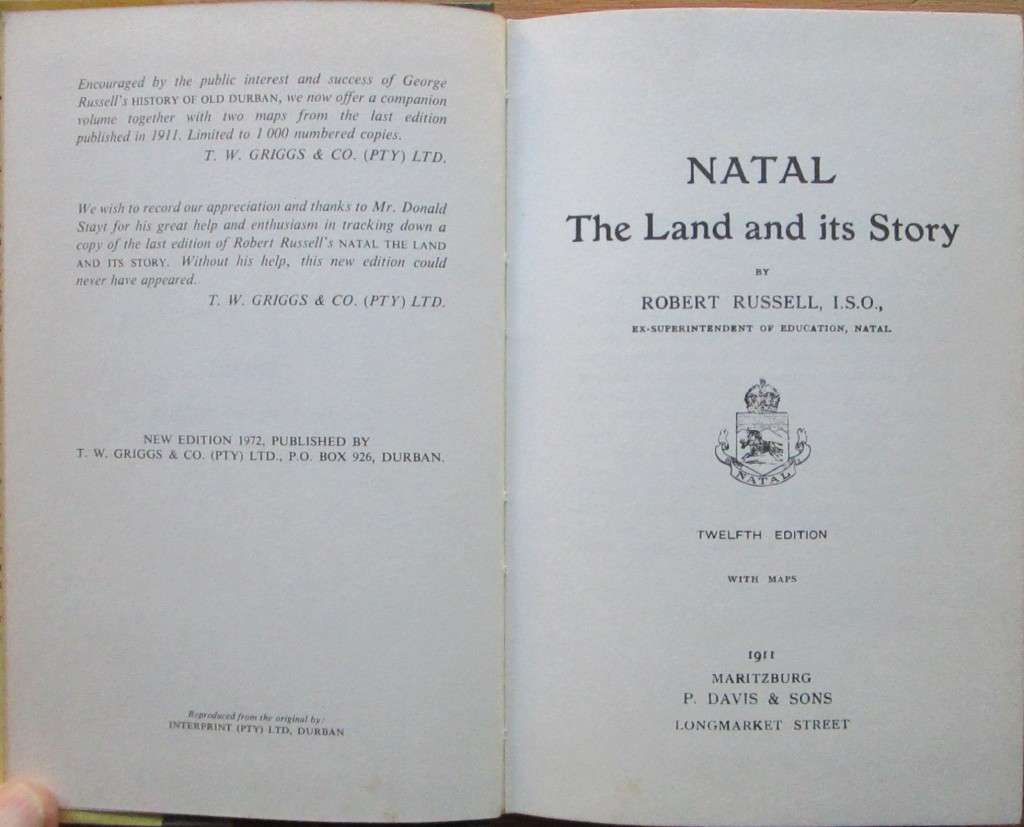 Encouraged by the public interest and success of George
Russell's HISTORY OF OLD DURBAN, we now offer a companion
volume together with two maps from the last edition
published in 1911. Limited to 1 000 numbered copies.
T. W. GRIGGS & CO. (PTY) LTD.
We wish to record our appreciation and thanks to Mr. Donald
Stayt for his great help and enthusiasm in tracking down a
copy of the last edition of Robert Russell's NATAL THE LAND
AND ITS STORY. Without his help, this new edition could
never have appeared.
T. W. GRIGGS & CO. (PTY) LTD.
NEW EDITION 1972, PUBLISHED BY
T. W. GRIGGS & CO. (PTY) LTD., P.O. BOX 926, DURBAN.
Reproduced from the original by:
INTERPRINT (PTY) LTD, DURBAN
NATAL
The Land and its Story
BY
ROBERT RUSSELL, I.S.O.,
EX-SUPERINTENDENT OF EDUCATION, NATAL
NATAL
TWELFTH EDITION
WITH MAPS
1911
MARITZBURG
P. DAVIS & SONS
LONGMARKET STREET